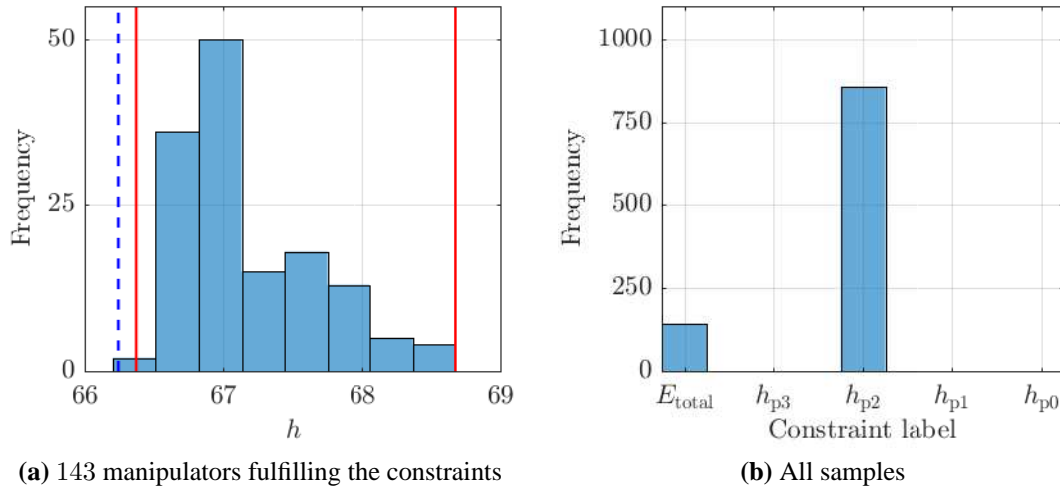 50
25
0
Frequency
66 67 68 69
h
(a) 143 manipulators fulfilling the constraints
1000
750
500
250
0
Frequency
E_total h_p3 h_p2 h_p1 h_p0
Constraint label
(b) All samples